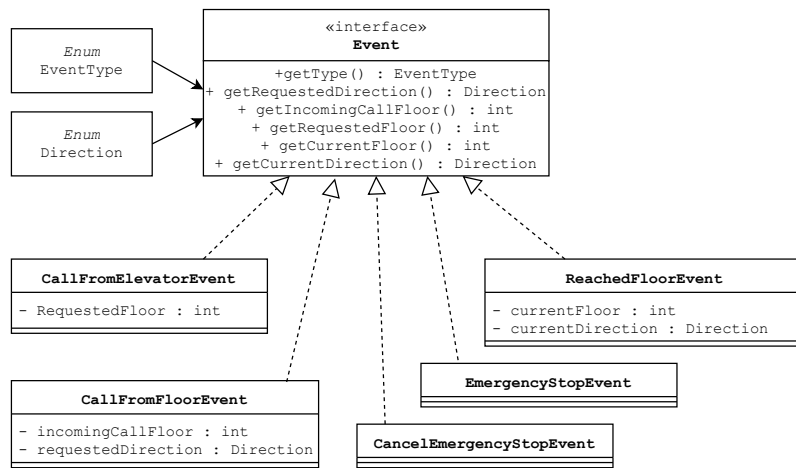 «interface»
Event
Enum
EventType
+getType() : EventType
+ getRequestedDirection() : Direction
+ getIncomingCallFloor() : int
+ getRequestedFloor() : int
+ getCurrentFloor() : int
+ getCurrentDirection() : Direction
Enum
Direction
CallFromElevatorEvent
- RequestedFloor : int
ReachedFloorEvent
- currentFloor : int
- currentDirection : Direction
EmergencyStopEvent
CallFromFloorEvent
- incomingCallFloor : int
- requestedDirection : Direction
CancelEmergencyStopEvent